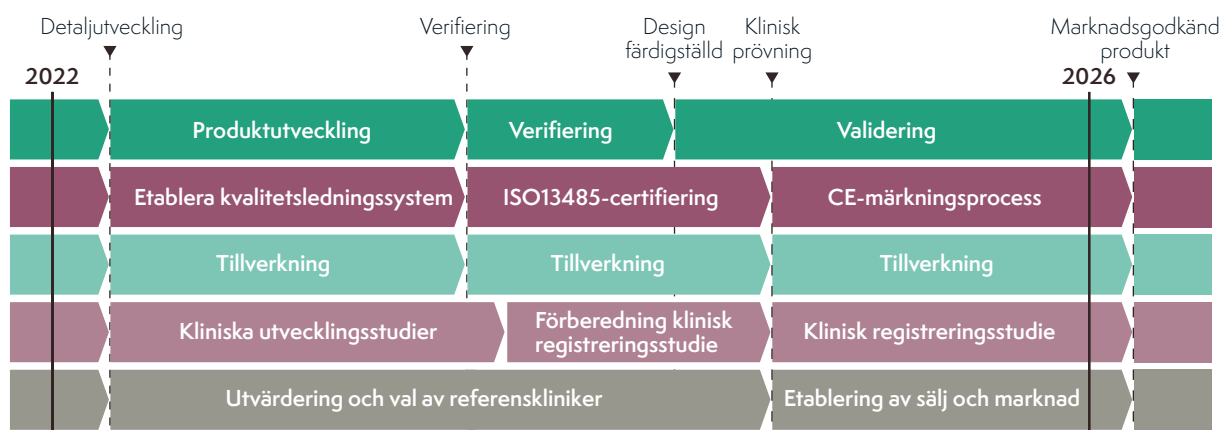 Detaljutveckling
Verifiering
Design
färdigställd
Klinisk
prövning
Marknadsgodkänd
produkt
2022
2026
Produktutveckling
Verifiering
Validering
Etablera kvalitetsledningssystem
ISO13485-certifiering
CE-märkningsprocess
Tillverkning
Tillverkning
Tillverkning
Kliniska utvecklingsstudier
Förberedning klinisk
registreringsstudie
Klinisk registreringsstudie
Utvärdering och val av referenskliniker
Etablering av sälj och marknad